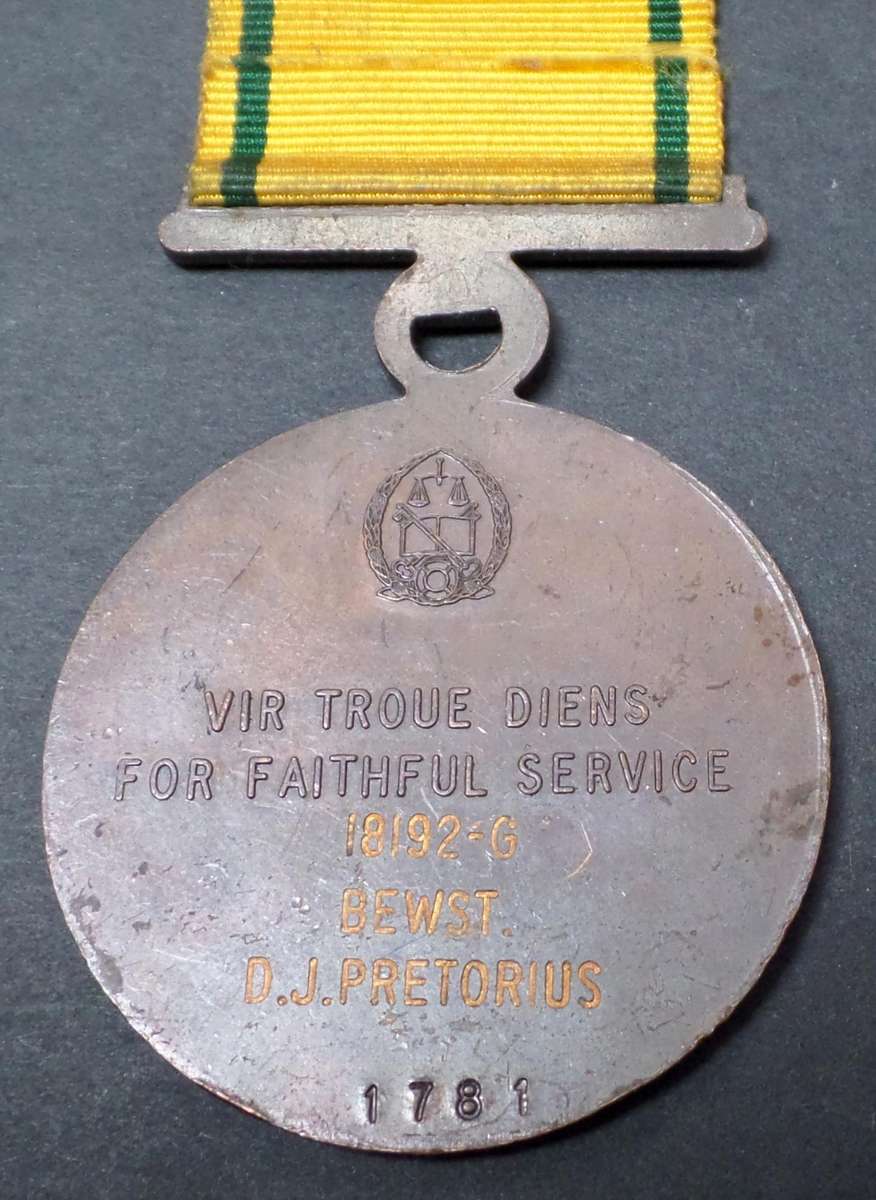 VIR TROUE DIENS
FOR FAITHFUL SERVICE
18192-G
BEWST.
D.J.PRETORIUS
1781